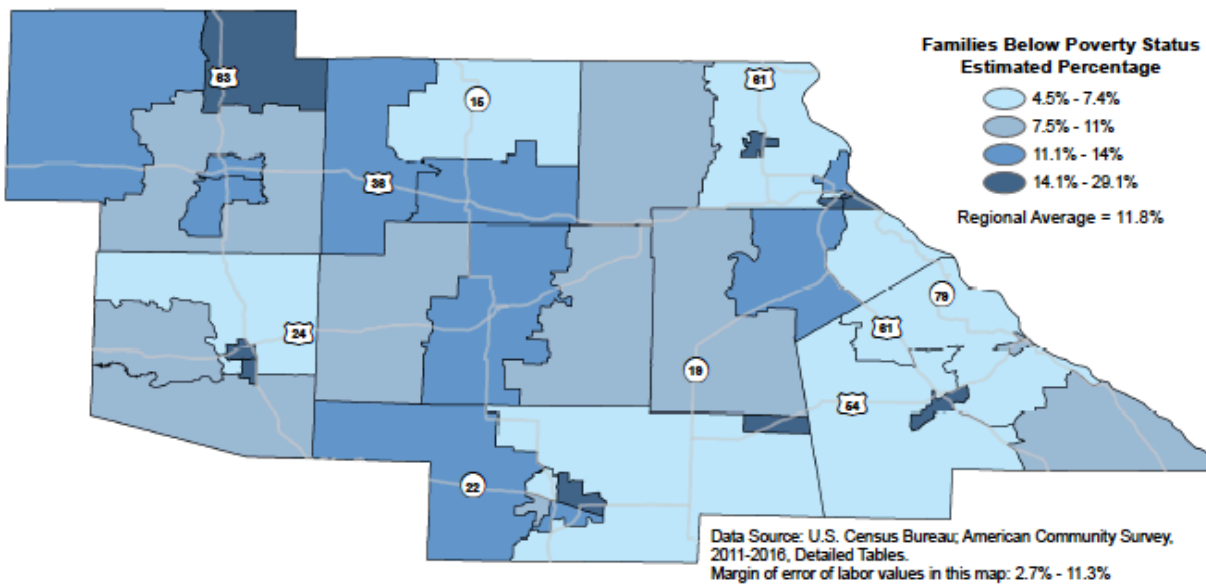 Families Below Poverty Status
Estimated Percentage
4.5% - 7.4%
7.5% - 11%
11.1% - 14%
14.1% - 29.1%
Regional Average = 11.8%
63
15
61
36
79
24
61
19
54
22
Data Source: U.S. Census Bureau; American Community Survey,
2011-2016, Detailed Tables.
Margin of error of labor values in this map: 2.7% - 11.3%